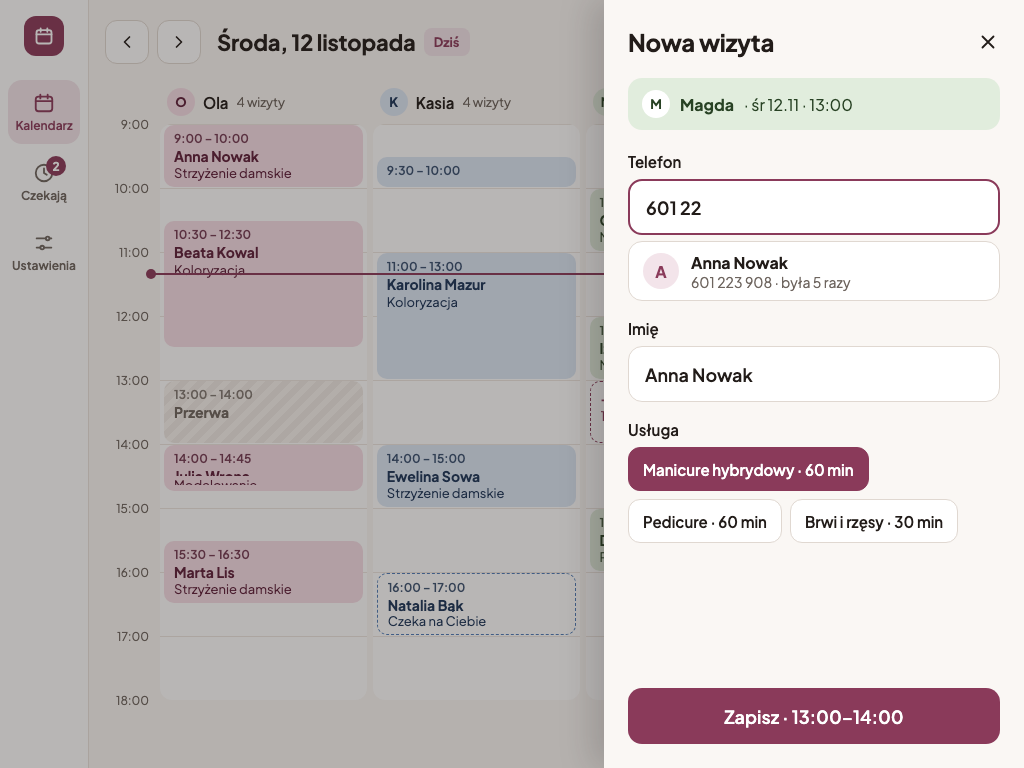 Kalendarz
2
Czekają
Ustawienia
Środa, 12 listopada
Dziś
O Ola 4 wizyty
K Kasia 4 wizyty
9:00
10:00
11:00
12:00
13:00
14:00
15:00
16:00
17:00
18:00
9:00 – 10:00
Anna Nowak
Strzyżenie damskie
10:30 – 12:30
Beata Kowal
Koloryzacja
13:00 – 14:00
Przerwa
14:00 – 14:45
15:30 – 16:30
Marta Lis
Strzyżenie damskie
9:30 – 10:00
11:00 – 13:00
Karolina Mazur
Koloryzacja
14:00 – 15:00
Ewelina Sowa
Strzyżenie damskie
16:00 – 17:00
Natalia Bąk
Czeka na Ciebie
Nowa wizyta
M Magda · śr 12.11 · 13:00
Telefon
601 22
A
Anna Nowak
601 223 908 · była 5 razy
Imię
Anna Nowak
Usługa
Manicure hybrydowy · 60 min
Pedicure · 60 min
Brwi i rzęsy · 30 min
Zapisz · 13:00–14:00